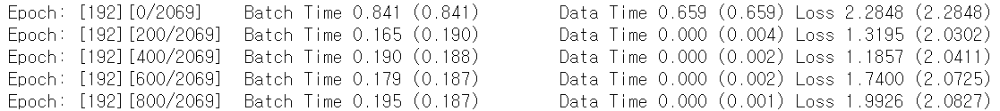 Epoch: [192][0/2069] Batch Time 0.841 (0.841) Data Time 0.659 (0.659) Loss 2.2848 (2.2848)
Epoch: [192][200/2069] Batch Time 0.165 (0.190) Data Time 0.000 (0.004) Loss 1.3195 (2.0302)
Epoch: [192][400/2069] Batch Time 0.190 (0.188) Data Time 0.000 (0.002) Loss 1.1857 (2.0411)
Epoch: [192][600/2069] Batch Time 0.179 (0.187) Data Time 0.000 (0.002) Loss 1.7400 (2.0725)
Epoch: [192][800/2069] Batch Time 0.195 (0.187) Data Time 0.000 (0.001) Loss 1.9926 (2.0827)